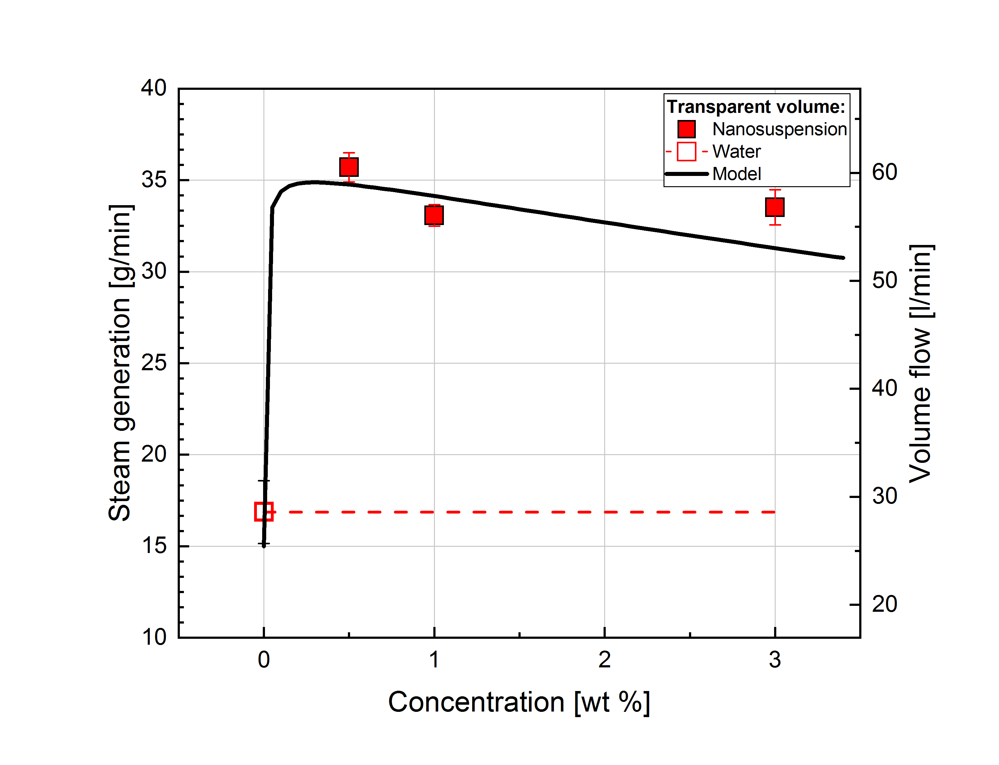 Transparent volume:
Nanosuspension
Water
Model
40
35
30
25
20
15
10
Steam generation [g/min]
60
50
40
30
20
Volume flow [l/min]
0 1 2 3
Concentration [wt %]